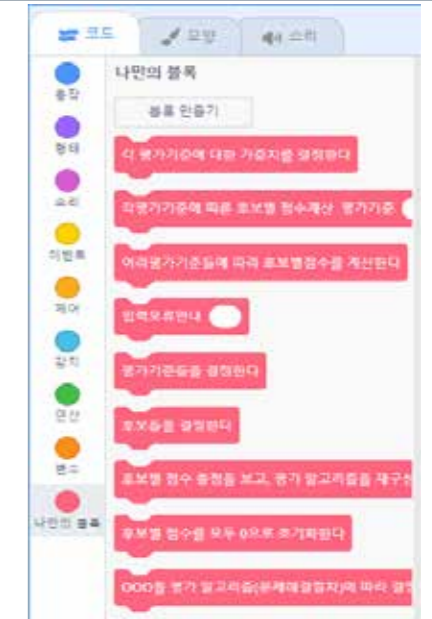 코드
모양
소리
나만의 블록
블록 만들기
동작
형태
소리
이벤트
제어
감지
연산
변수
나만의 블록
각 평가기준에 대한 가중치를 결정한다
각평가기준에 따른 후보별 점수계산 평가기준
여러평가기준들에 따라 후보별점수를 계산한다
입력오류안내
평가기준들을 결정한다
후보들을 결정한다
후보별 점수 총점을 보고, 평가 알고리즘을 재구성
후보별 점수를 모두 0으로 초기화한다
OOO월 평가 알고리즘(문제해결절차)에 따라 결정